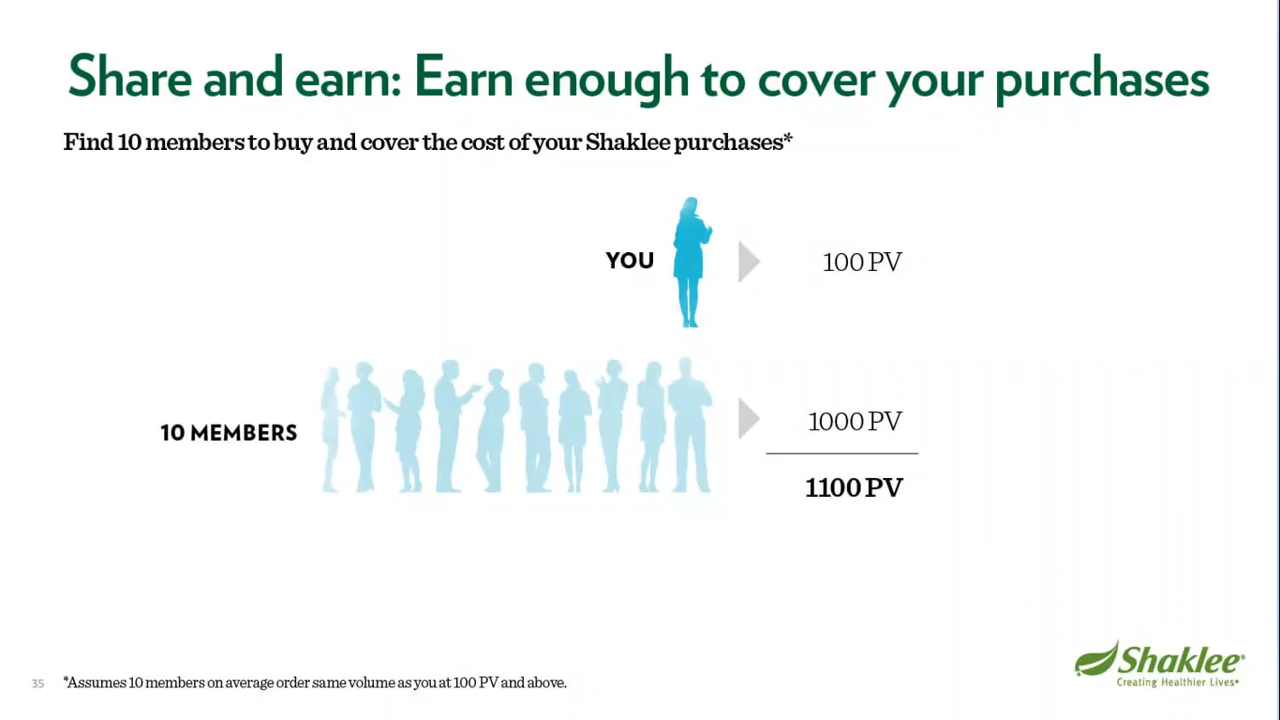 Share and earn: Earn enough to cover your purchases
Find 10 members to buy and cover the cost of your Shaklee purchases*
YOU
100 PV
10 MEMBERS
1000 PV
1100 PV
35
*Assumes 10 members on average order same volume as you at 100 PV and above.
Shaklee®
Creating Healthier Lives®